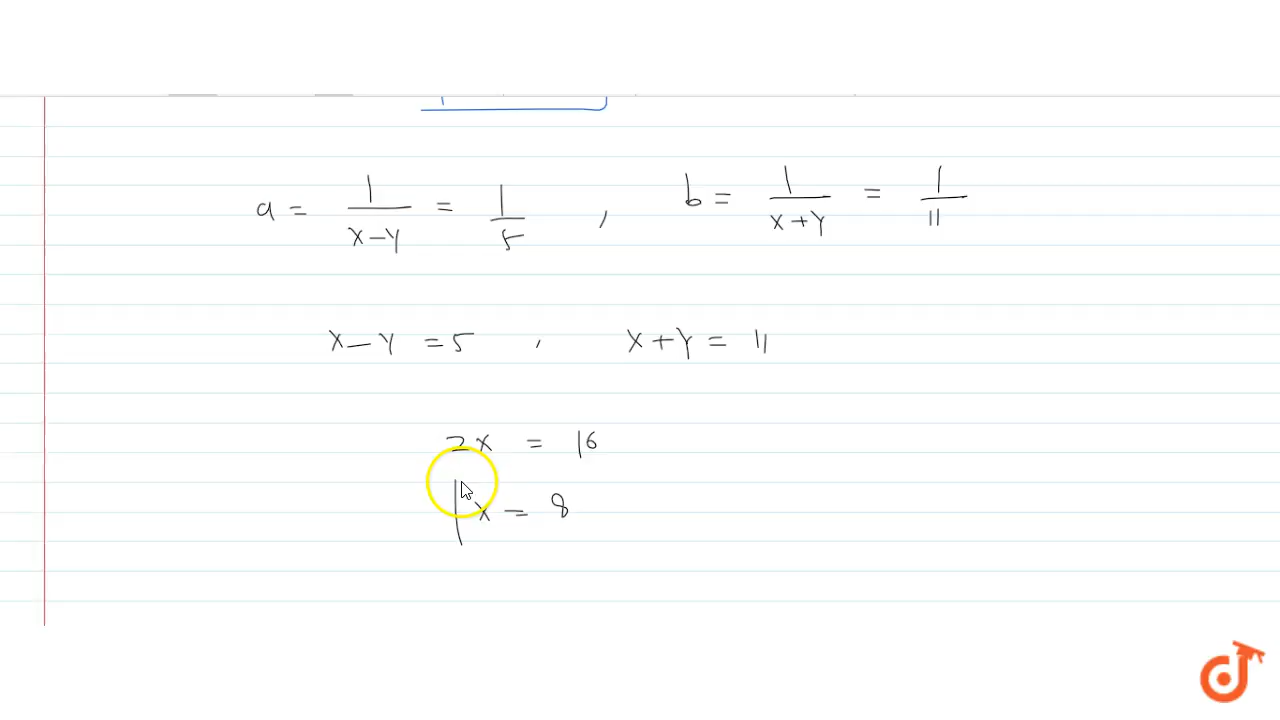 a = 1/(x-y) = 1/5 , b = 1/(x+y) = 1/11
x-y = 5 , x+y = 11
2x = 16
x = 8